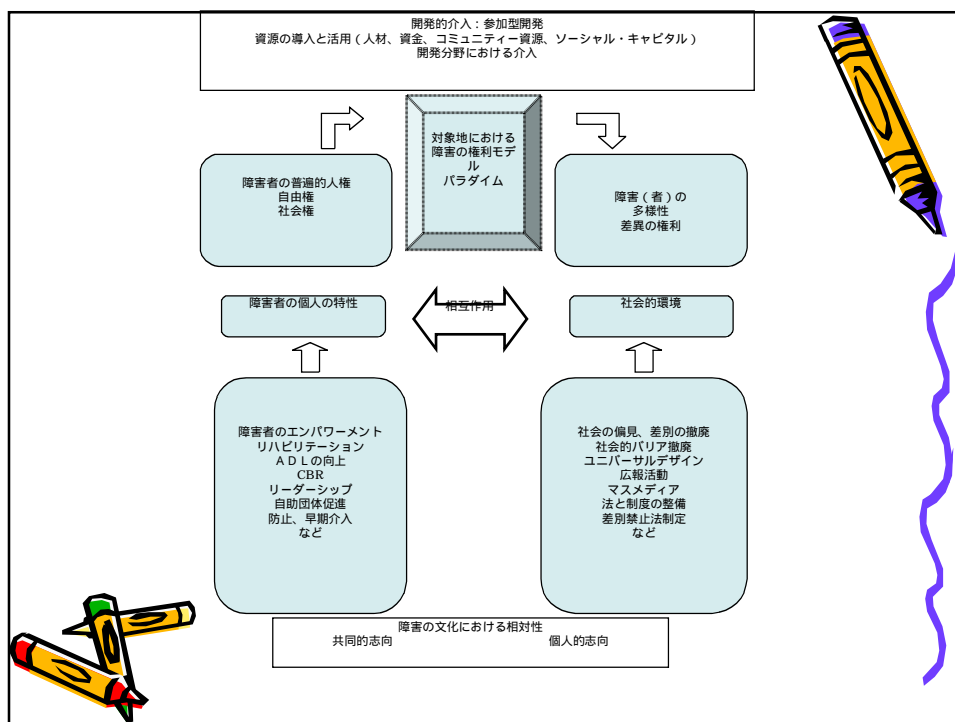 開発的介入：参加型開発
資源の導入と活用（人材、資金、コミュニティー資源、ソーシャル・キャピタル）
開発分野における介入
対象地における
障害の権利モデ
ル
パラダイム
障害者の普遍的人権
自由権
社会権
障害（者）の
多様性
差異の権利
障害者の個人の特性
相互作用
社会的環境
障害者のエンパワーメント
リハビリテーション
ＡＤＬの向上
CBR
リーダーシップ
自助団体促進
防止、早期介入
など
社会の偏見、差別の撤廃
社会的バリア撤廃
ユニバーサルデザイン
広報活動
マスメディア
法と制度の整備
差別禁止法制定
など
障害の文化における相対性
共同的志向 個人的志向